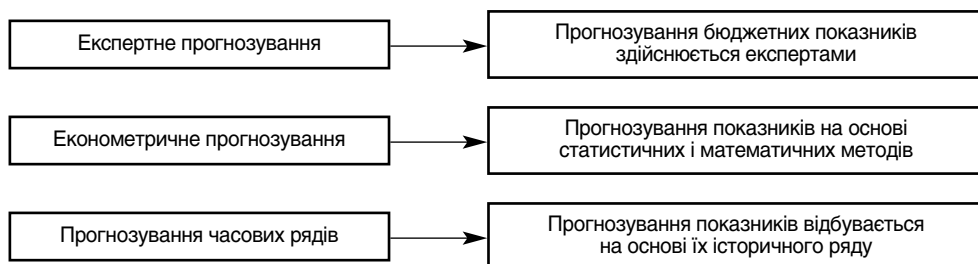 Експертне прогнозування
Прогнозування бюджетних показників
здійснюється експертами
Економетричне прогнозування
Прогнозування показників на основі
статистичних і математичних методів
Прогнозування часових рядів
Прогнозування показників відбувається
на основі їх історичного ряду